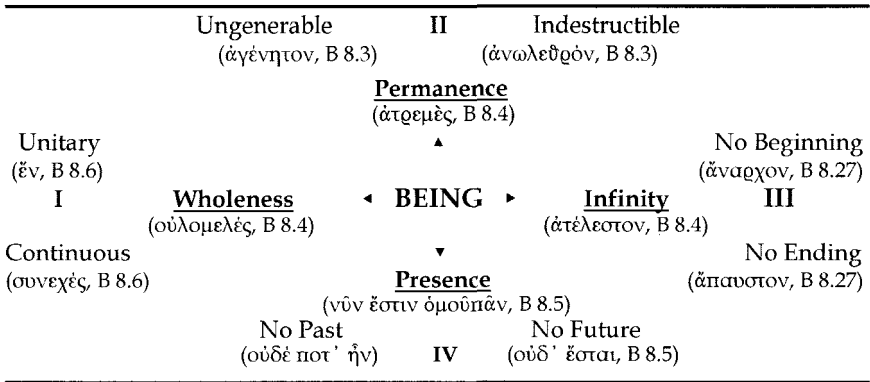 Ungenerable II Indestructible
(ἀγένητον, B 8.3) (ἀνωλεθρόν, B 8.3)
Permanence
(ἀτρεμὲς, B 8.4)
Unitary ▲ No Beginning
(ἕν, B 8.6) (ἄναρχον, B 8.27)
I Wholeness ◄ BEING ► Infinity III
(οὐλομελές, B 8.4) (ἀτέλεστον, B 8.4)
Continuous ▼ No Ending
(συνεχές, B 8.6) Presence (ἄπαυστον, B 8.27)
(νῦν ἔστιν ὁμοῦπᾶν, B 8.5)
No Past No Future
(οὐδέ ποτ᾽ ἦν) IV (οὐδ᾽ ἔσται, B 8.5)